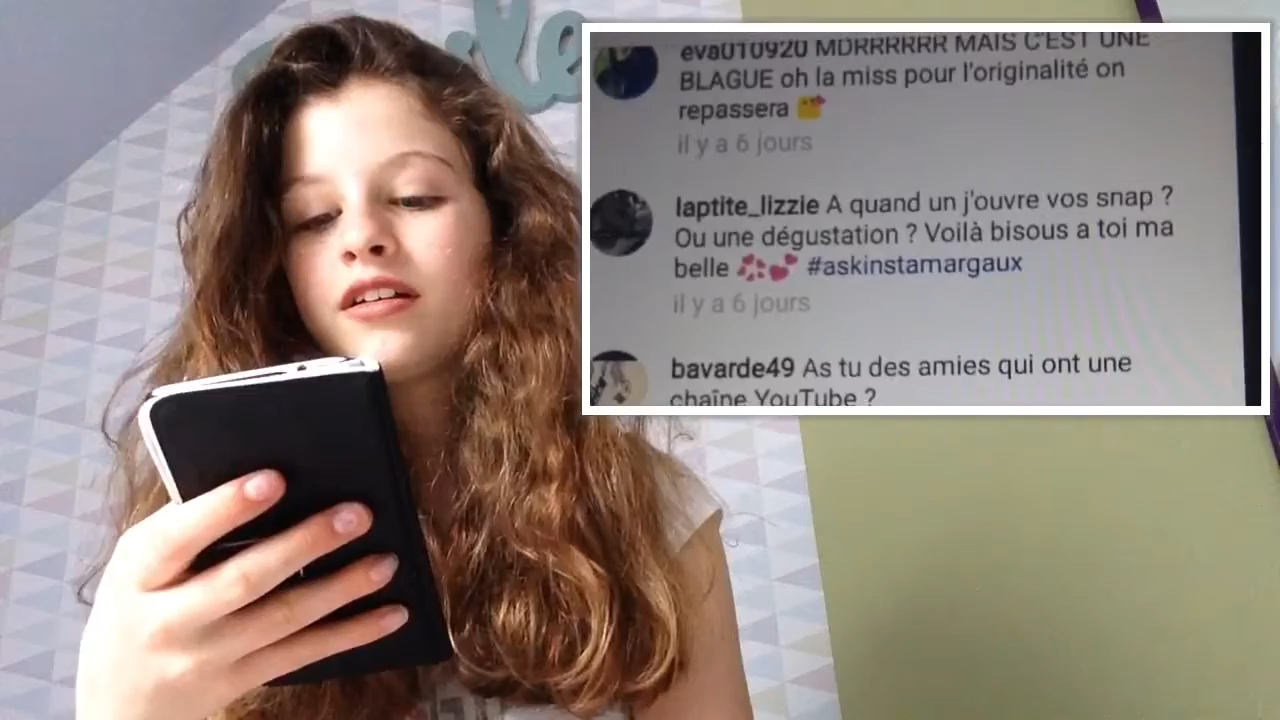 eva010920 MDRRRRRR MAIS C'EST UNE
BLAGUE oh la miss pour l'originalité on
repassera
il y a 6 jours
laptite_lizzie A quand un j'ouvre vos snap ?
Ou une dégustation ? Voilà bisous a toi ma
belle 💞💕 #askinstamargaux
il y a 6 jours
bavarde49 As tu des amies qui ont une
chaîne YouTube ?